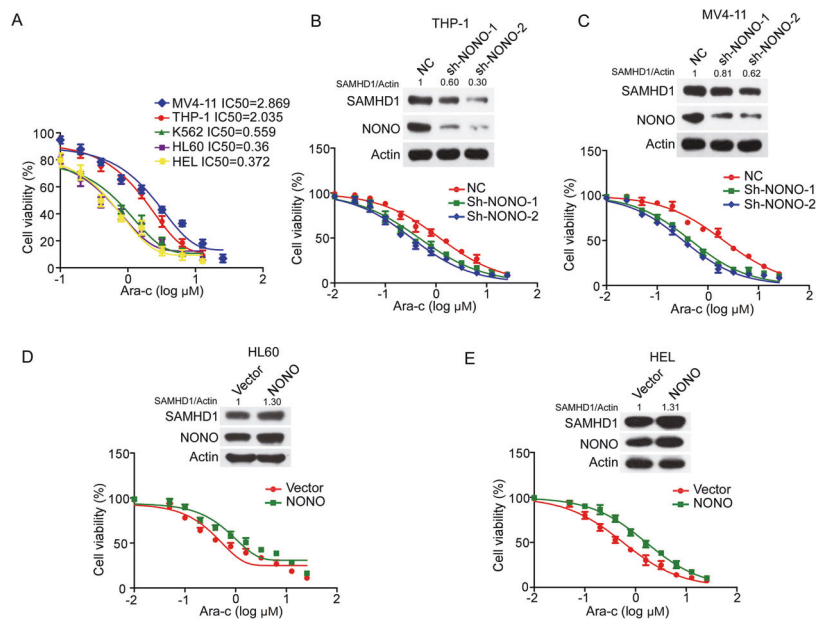 A
MV4-11 IC50=2.869
THP-1 IC50=2.035
K562 IC50=0.559
HL60 IC50=0.36
HEL IC50=0.372
Cell viability (%)
100
80
60
40
20
0
-1 0 1 2
Ara-c (log µM)
B
THP-1
NC sh-NONO-1 sh-NONO-2
SAMHD1/Actin 1 0.60 0.30
SAMHD1
NONO
Actin
NC
Sh-NONO-1
Sh-NONO-2
Cell viability (%)
150
100
50
0
-2 -1 0 1 2
Ara-c (log µM)
C
MV4-11
NC sh-NONO-1 sh-NONO-2
SAMHD1/Actin 1 0.81 0.62
SAMHD1
NONO
Actin
NC
Sh-NONO-1
Sh-NONO-2
Cell viability (%)
150
100
50
0
-2 -1 0 1 2
Ara-c (log µM)
D
HL60
Vector NONO
SAMHD1/Actin 1 1.30
SAMHD1
NONO
Actin
Vector
NONO
Cell viability (%)
150
100
50
0
-2 -1 0 1 2
Ara-c (log µM)
E
HEL
Vector NONO
SAMHD1/Actin 1 1.31
SAMHD1
NONO
Actin
Vector
NONO
Cell viability (%)
150
100
50
0
-2 -1 0 1 2
Ara-c (log µM)